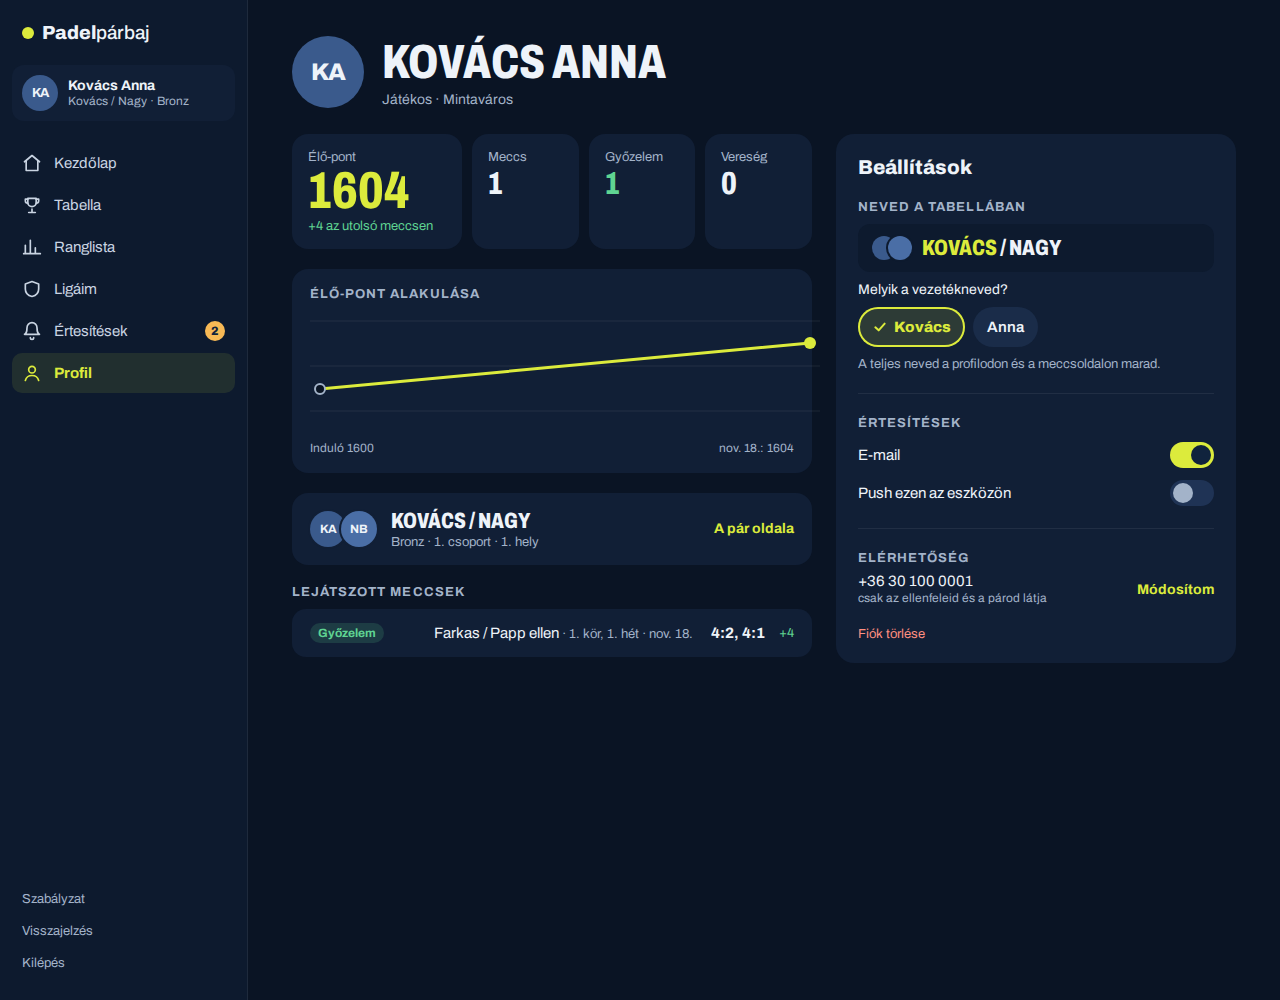 Padelpárbaj
KA
Kovács Anna
Kovács / Nagy · Bronz
Kezdőlap
Tabella
Ranglista
Ligáim
Értesítések
2
Profil
Szabályzat
Visszajelzés
Kilépés
KA
KOVÁCS ANNA
Játékos · Mintaváros
Élő-pont
1604
+4 az utolsó meccsen
Meccs
1
Győzelem
1
Vereség
0
ÉLŐ-PONT ALAKULÁSA
Induló 1600
nov. 18.: 1604
KA
NB
KOVÁCS / NAGY
Bronz · 1. csoport · 1. hely
A pár oldala
LEJÁTSZOTT MECCSEK
Győzelem
Farkas / Papp ellen · 1. kör, 1. hét · nov. 18.
4:2, 4:1
+4
Beállítások
NEVED A TABELLÁBAN
KOVÁCS / NAGY
Melyik a vezetékneved?
Kovács
Anna
A teljes neved a profilodon és a meccsoldalon marad.
ÉRTESÍTÉSEK
E-mail
Push ezen az eszközön
ELÉRHETŐSÉG
+36 30 100 0001
csak az ellenfeleid és a párod látja
Módosítom
Fiók törlése